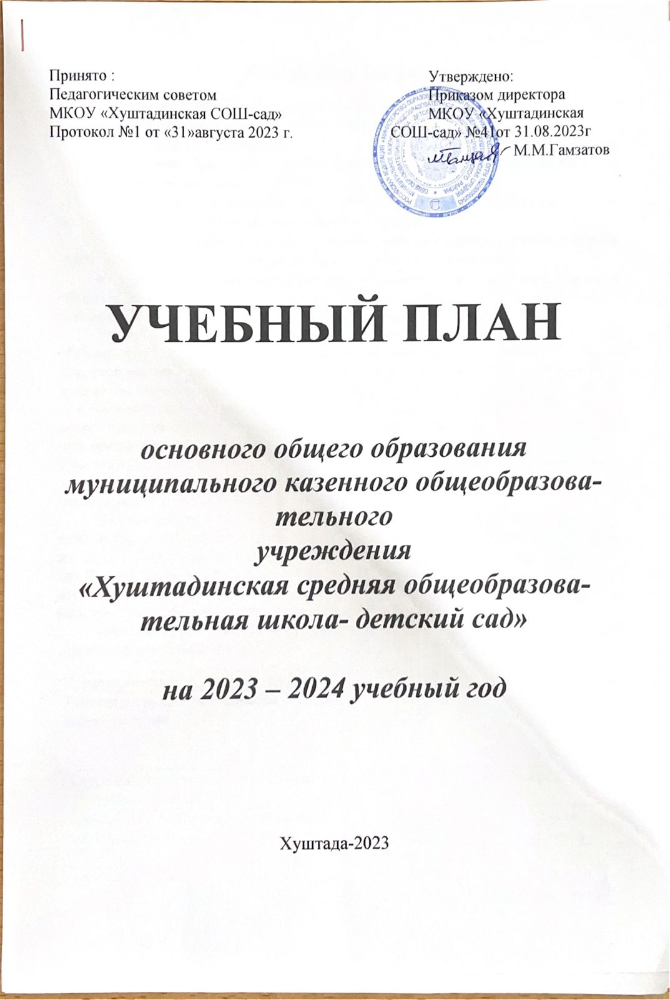 Принято :
Педагогическим советом
МКОУ «Хуштадинская СОШ-сад»
Протокол №1 от «31»августа 2023 г.
Утверждено:
Приказом директора
МКОУ «Хуштадинская
СОШ-сад» №41от 31.08.2023г
М.М.Гамзатов
УЧЕБНЫЙ ПЛАН
основного общего образования
муниципального казенного общеобразова-
тельного
учреждения
«Хуштадинская средняя общеобразова-
тельная школа- детский сад»
на 2023 – 2024 учебный год
Хуштада-2023